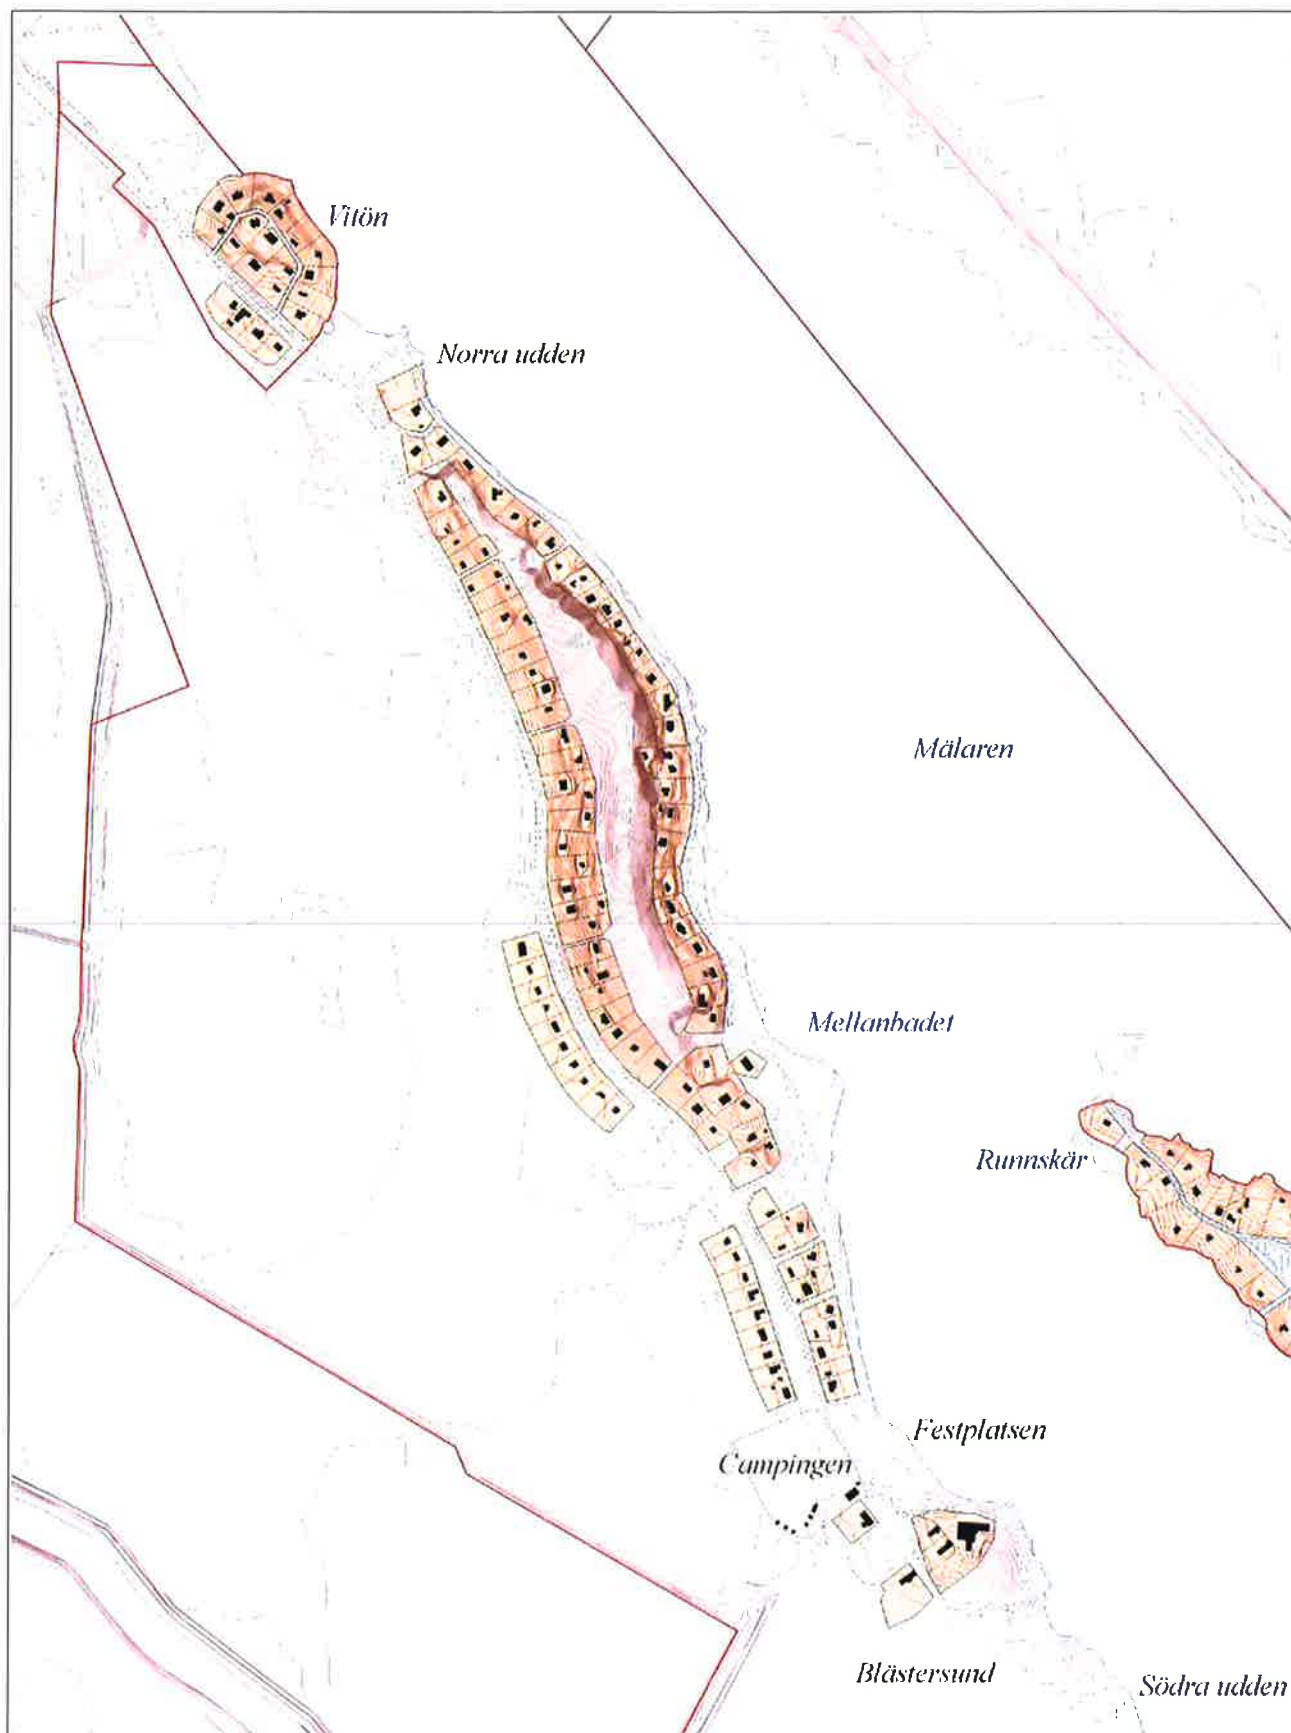 Vitön
Norra udden
Mälaren
Mellanbadet
Runnskär
Festplatsen
Campingen
Blästersund
Södra udden